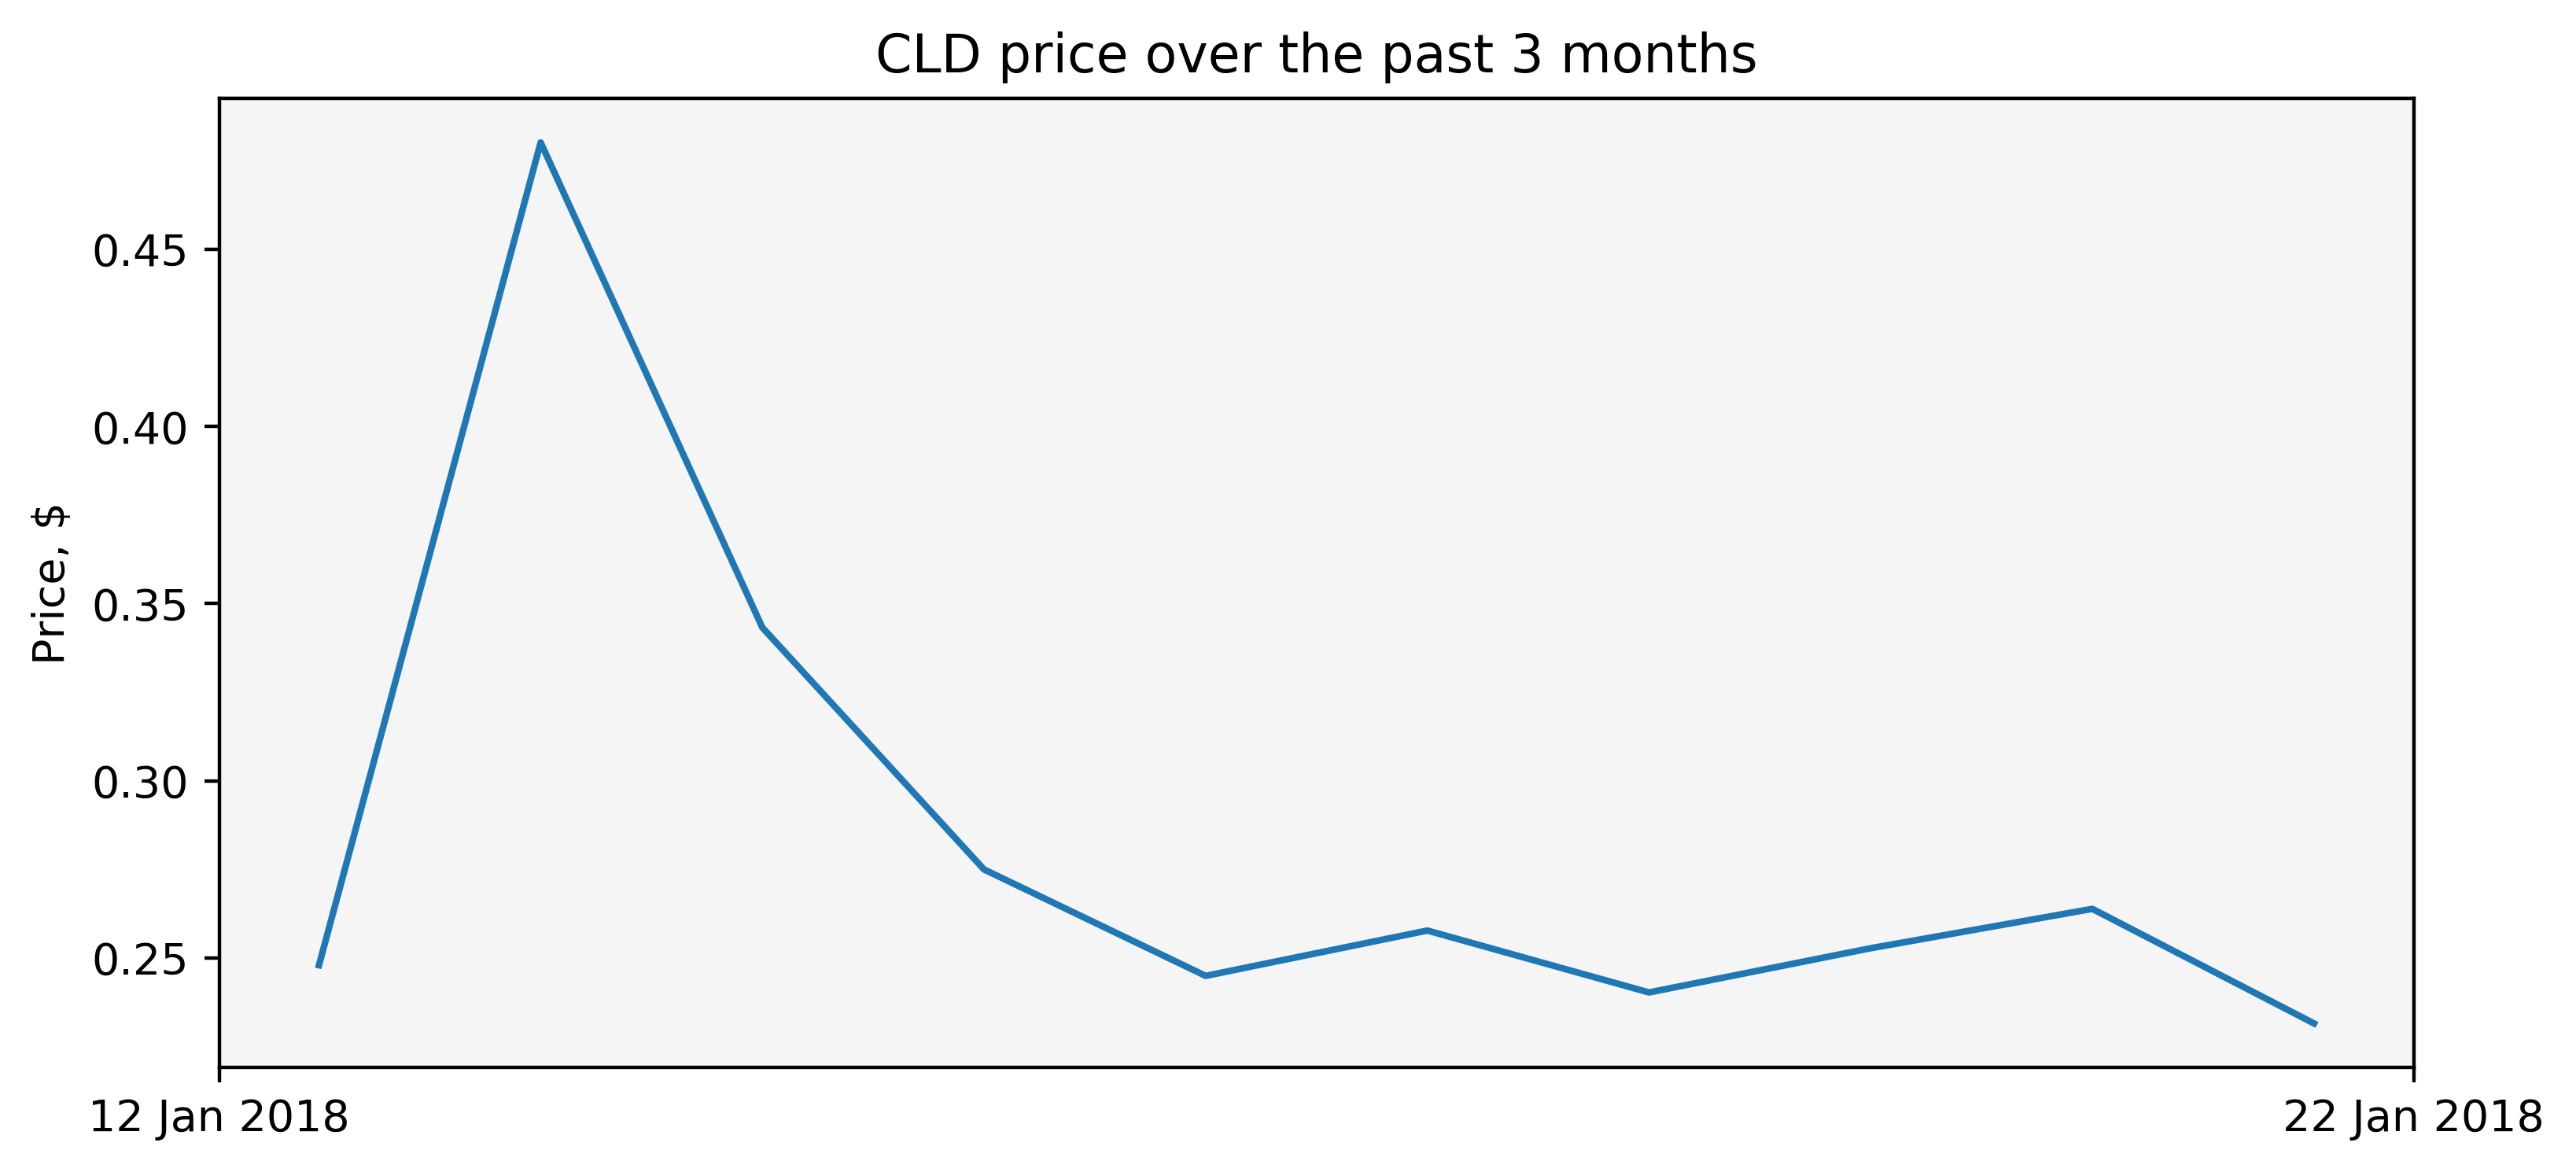 CLD price over the past 3 months
Price, $
0.45
0.40
0.35
0.30
0.25
12 Jan 2018
22 Jan 2018